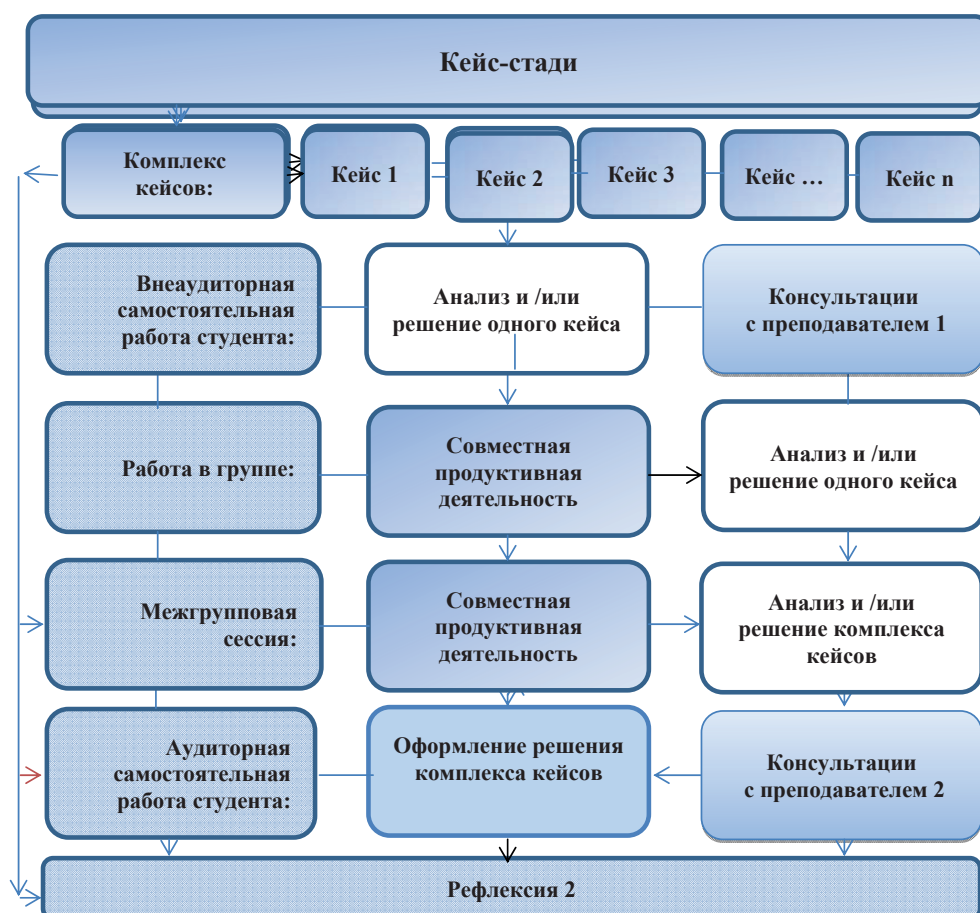 Кейс-стади
Комплекс
кейсов:
Кейс 1
Кейс 2
Кейс 3
Кейс …
Кейс n
Внеаудиторная
самостоятельная
работа студента:
Анализ и /или
решение одного кейса
Консультации
с преподавателем 1
Работа в группе:
Совместная
продуктивная
деятельность
Анализ и /или
решение одного кейса
Межгрупповая
сессия:
Совместная
продуктивная
деятельность
Анализ и /или
решение комплекса
кейсов
Аудиторная
самостоятельная
работа студента:
Оформление решения
комплекса кейсов
Консультации
с преподавателем 2
Рефлексия 2